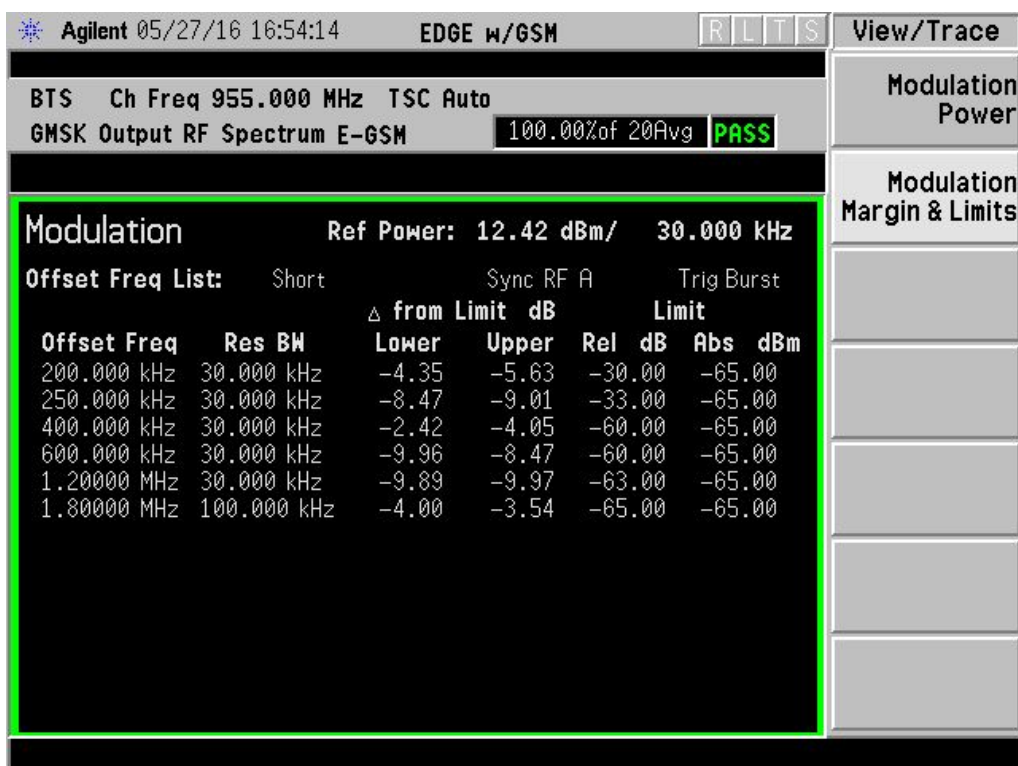 Agilent 05/27/16 16:54:14 EDGE w/GSM R L T S
View/Trace
BTS Ch Freq 955.000 MHz TSC Auto
GMSK Output RF Spectrum E-GSM 100.00%of 20Avg PASS
Modulation Power
Modulation Margin & Limits
Modulation Ref Power: 12.42 dBm/ 30.000 kHz
Offset Freq List: Short Sync RF A Trig Burst
△ from Limit dB Limit
Offset Freq Res BW Lower Upper Rel dB Abs dBm
200.000 kHz 30.000 kHz -4.35 -5.63 -30.00 -65.00
250.000 kHz 30.000 kHz -8.47 -9.01 -33.00 -65.00
400.000 kHz 30.000 kHz -2.42 -4.05 -60.00 -65.00
600.000 kHz 30.000 kHz -9.96 -8.47 -60.00 -65.00
1.20000 MHz 30.000 kHz -9.89 -9.97 -63.00 -65.00
1.80000 MHz 100.000 kHz -4.00 -3.54 -65.00 -65.00